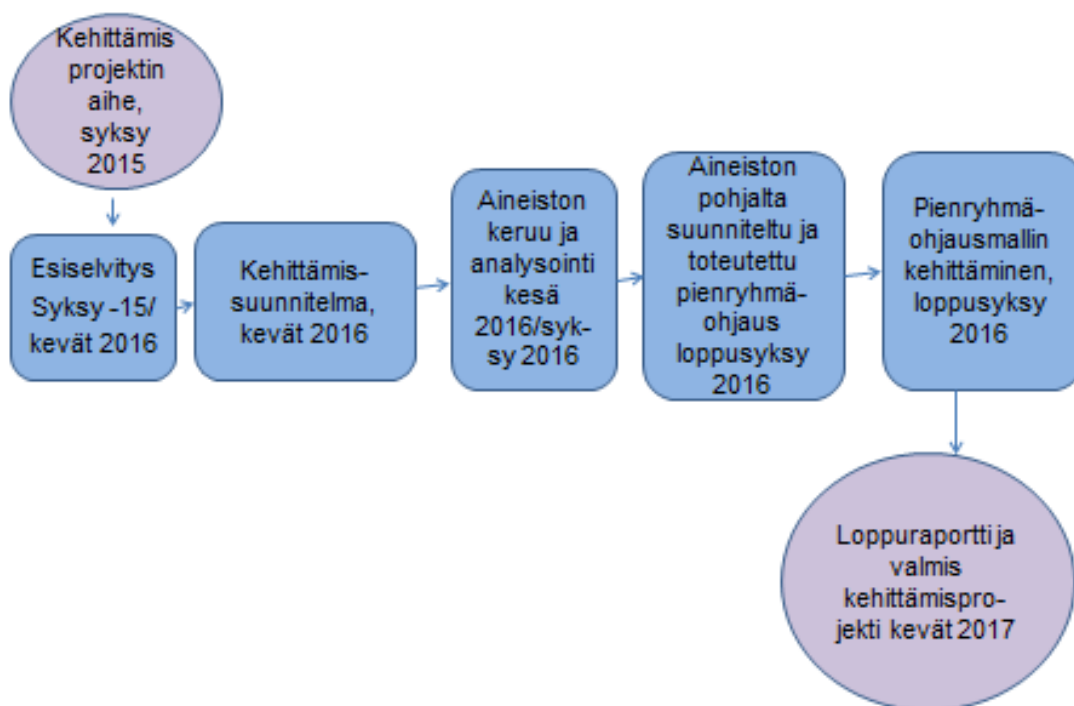 Kehittämis
projektin
aihe,
syksy
2015
Esiselvitys
Syksy -15/
kevät 2016
Kehittämis-
suunnitelma,
kevät 2016
Aineiston
keruu ja
analysointi
kesä
2016/syk-
sy 2016
Aineiston
pohjalta
suunniteltu ja
toteutettu
pienryhmä-
ohjaus
loppusyksy
2016
Pienryhmä-
ohjausmallin
kehittäminen,
loppusyksy
2016
Loppuraportti ja
valmis
kehittämispro-
jekti kevät 2017